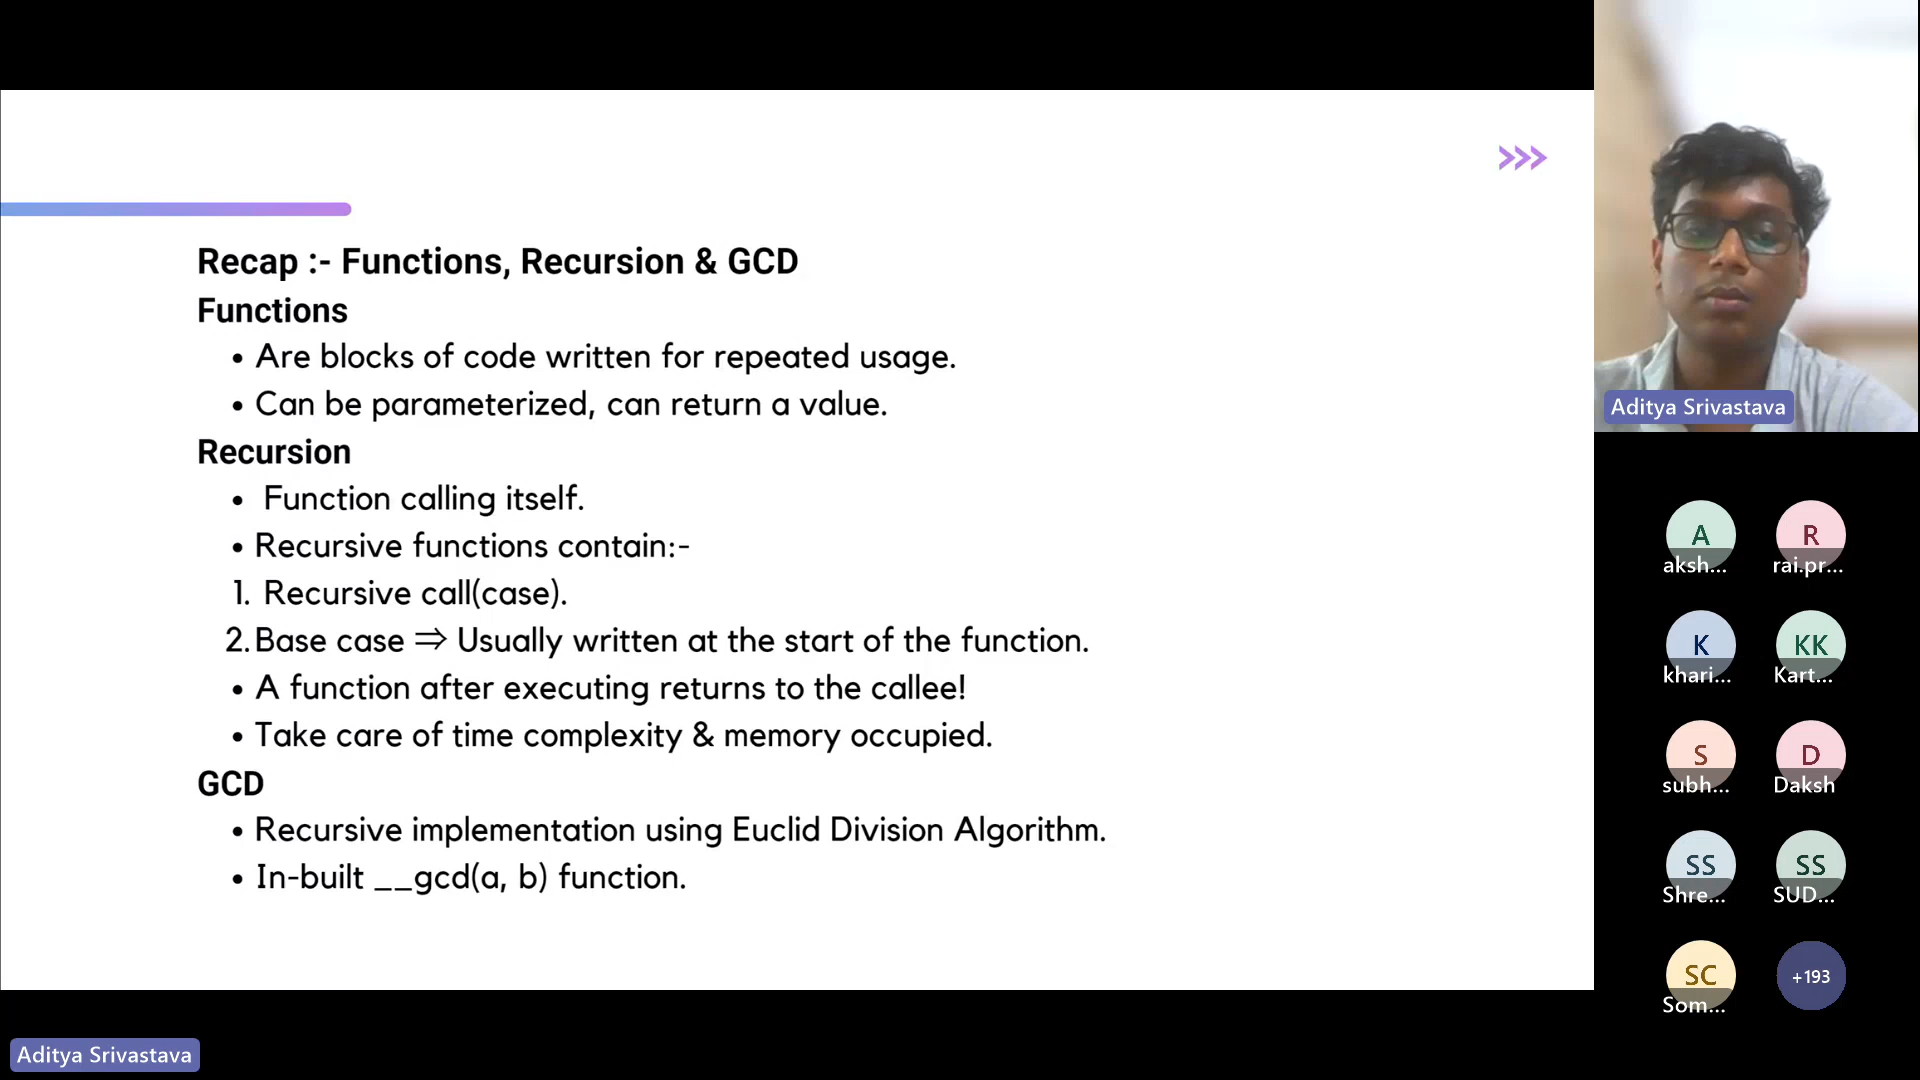 Recap :- Functions, Recursion & GCD
Functions
• Are blocks of code written for repeated usage.
• Can be parameterized, can return a value.
Recursion
• Function calling itself.
• Recursive functions contain:-
1. Recursive call(case).
2. Base case ⇒ Usually written at the start of the function.
• A function after executing returns to the callee!
• Take care of time complexity & memory occupied.
GCD
• Recursive implementation using Euclid Division Algorithm.
• In-built __gcd(a, b) function.
Aditya Srivastava
Aditya Srivastava
A
aksh...
R
rai.pr...
K
khari...
KK
Kart...
S
subh...
D
Daksh
SS
Shre...
SS
SUD...
SC
Som...
+193